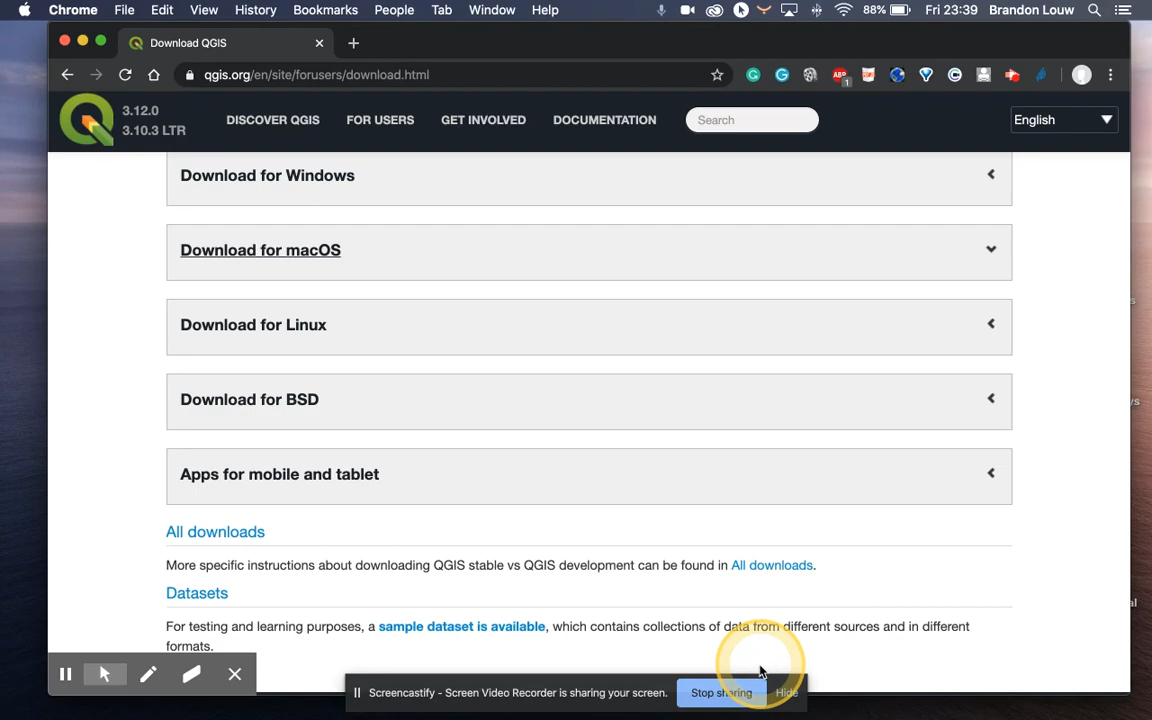 Chrome File Edit View History Bookmarks People Tab Window Help 88% Fri 23:39 Brandon Louw
Download QGIS
qgis.org/en/site/forusers/download.html
ABP 1
3.12.0
3.10.3 LTR
DISCOVER QGIS FOR USERS GET INVOLVED DOCUMENTATION Search English
Download for Windows
Download for macOS
Download for Linux
Download for BSD
Apps for mobile and tablet
All downloads
More specific instructions about downloading QGIS stable vs QGIS development can be found in All downloads.
Datasets
For testing and learning purposes, a sample dataset is available, which contains collections of data from different sources and in different
formats.
Screencastify - Screen Video Recorder is sharing your screen. Stop sharing Hide